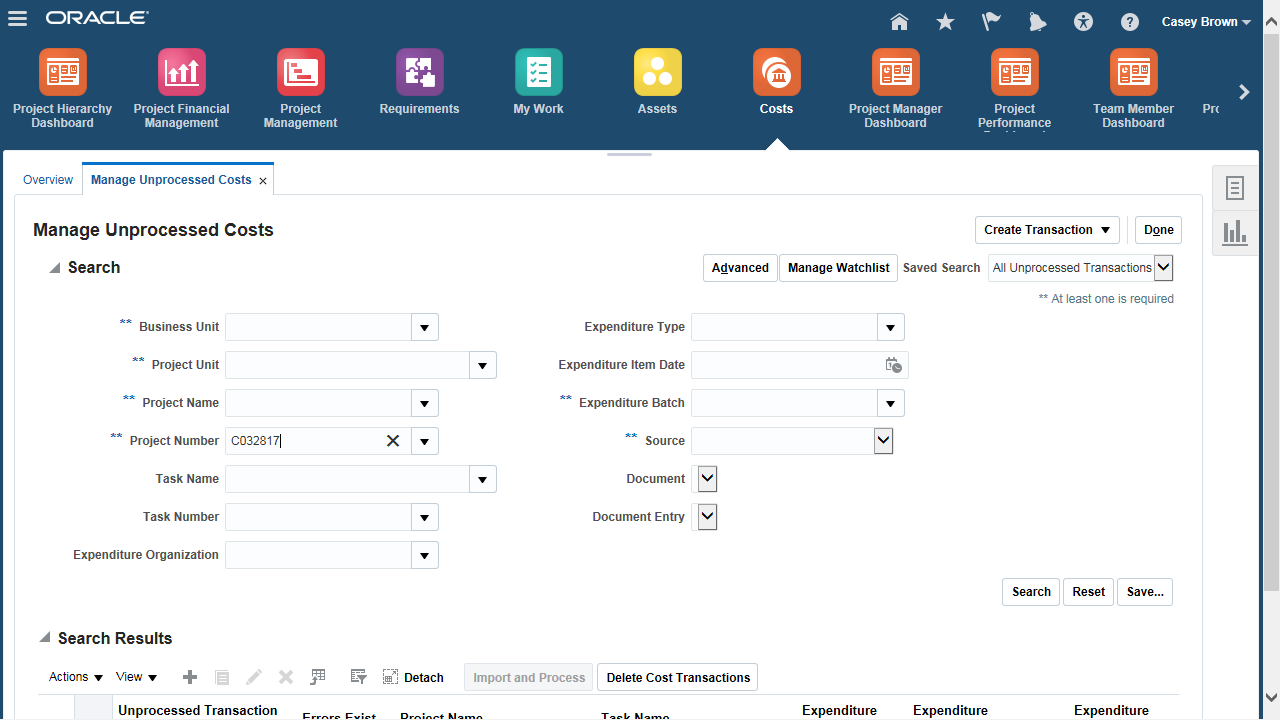 ORACLE
Casey Brown
Project Hierarchy Dashboard
Project Financial Management
Project Management
Requirements
My Work
Assets
Costs
Project Manager Dashboard
Project Performance
Team Member Dashboard
Overview
Manage Unprocessed Costs
Manage Unprocessed Costs
Create Transaction
Done
Search
Advanced
Manage Watchlist
Saved Search
All Unprocessed Transactions
** At least one is required
** Business Unit
Expenditure Type
** Project Unit
Expenditure Item Date
** Project Name
** Expenditure Batch
** Project Number C032817
** Source
Task Name
Document
Task Number
Document Entry
Expenditure Organization
Search
Reset
Save...
Search Results
Actions
View
Detach
Import and Process
Delete Cost Transactions
Unprocessed Transaction
Errors Exist
Project Name
Task Name
Expenditure
Expenditure
Expenditure